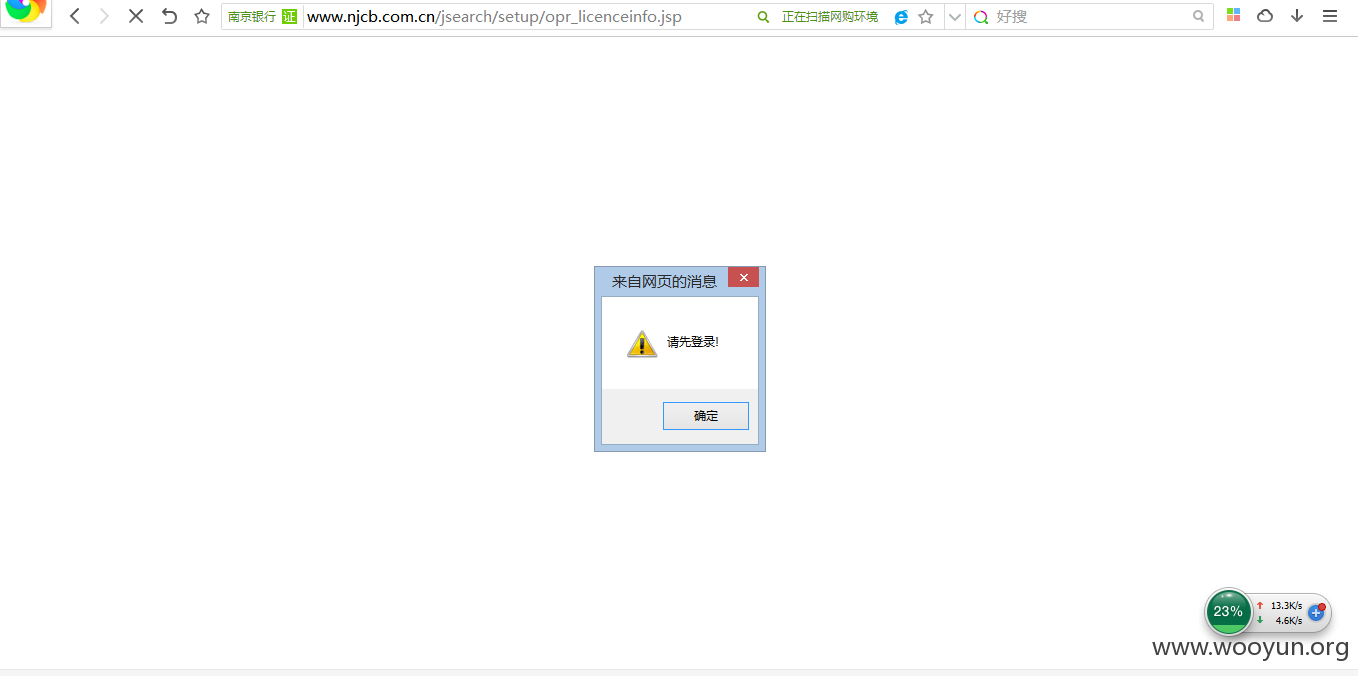 南京银行 证 www.njcb.com.cn/jsearch/setup/opr_licenceinfo.jsp 正在扫描网购环境 好搜
来自网页的消息
请先登录!
确定
23% 13.3K/s
4.6K/s
www.wooyun.org